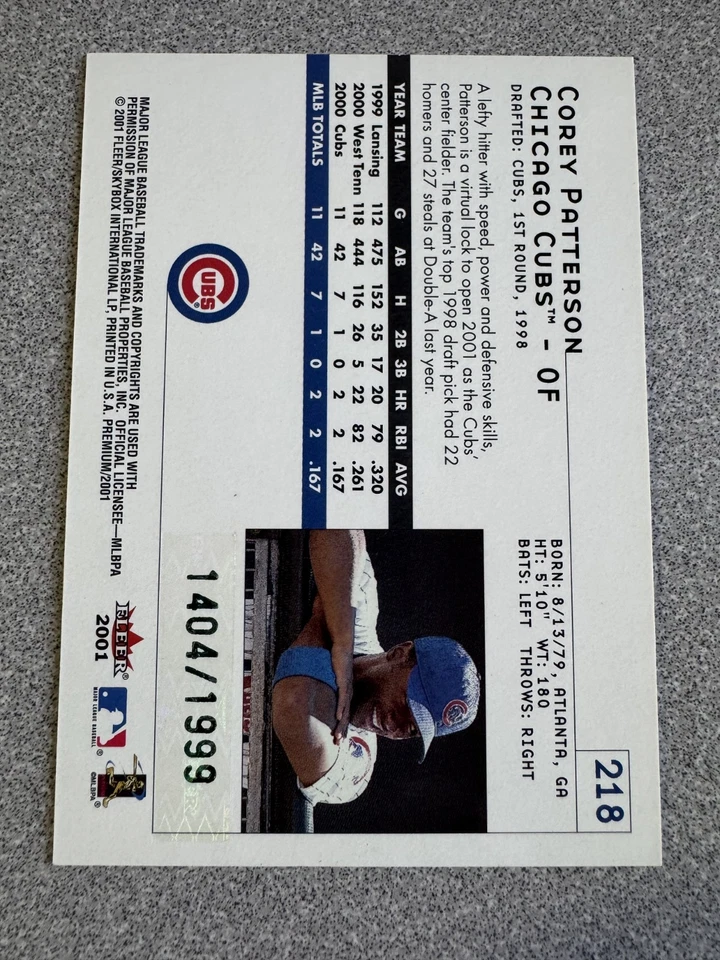 218
COREY PATTERSON
CHICAGO CUBS™ - OF
DRAFTED: CUBS, 1ST ROUND, 1998
BORN: 8/13/79, ATLANTA, GA
HT: 5'10" WT: 180
BATS: LEFT THROWS: RIGHT
A lefty hitter with speed, power and defensive skills,
Patterson is a virtual lock to open 2001 as the Cubs'
center fielder. The team's top 1998 draft pick had 22
homers and 27 steals at Double-A last year.
YEAR TEAM G AB H 2B 3B HR RBI AVG
1999 Lansing 112 475 152 35 17 20 79 .320
2000 West Tenn 118 444 116 26 5 22 82 .261
2000 Cubs 11 42 7 1 0 2 2 .167
MLB TOTALS 11 42 7 1 0 2 2 .167
CUBS
1404/1999
MAJOR LEAGUE BASEBALL TRADEMARKS AND COPYRIGHTS ARE USED WITH
PERMISSION OF MAJOR LEAGUE BASEBALL PROPERTIES, INC. OFFICIAL LICENSEE—MLBPA
© 2001 FLEER/SKYBOX INTERNATIONAL LP, PRINTED IN U.S.A. PREMIUM/2001
FLEER®
2001
MAJOR LEAGUE BASEBALL®
©MLBPA